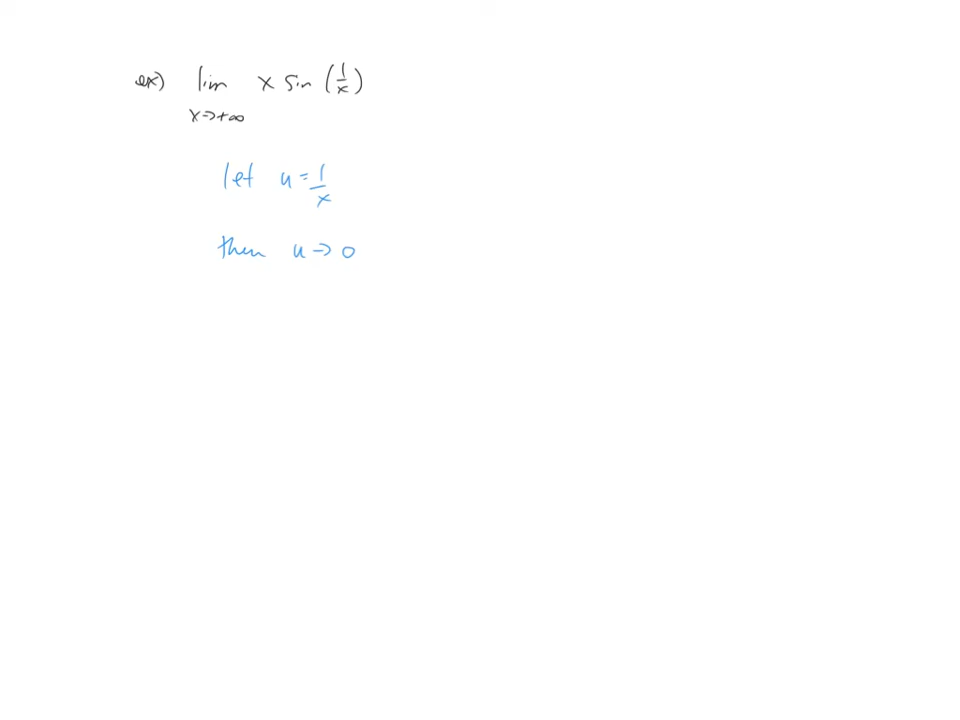 ex) lim x sin (1/x)
x→+∞
let u = 1/x
then u → 0